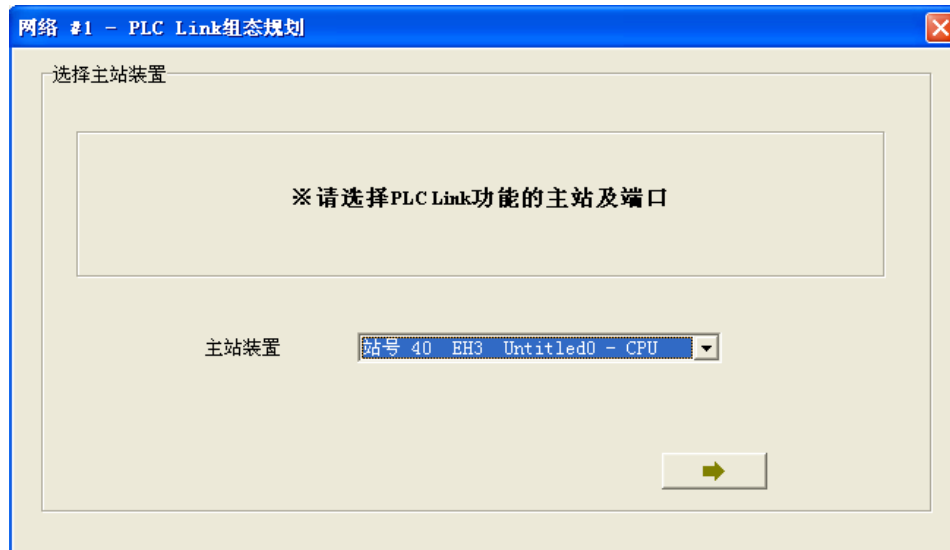 网络 #1 - PLC Link组态规划
选择主站装置
※请选择PLC Link功能的主站及端口
主站装置
站号 40 EH3 Untitled0 - CPU